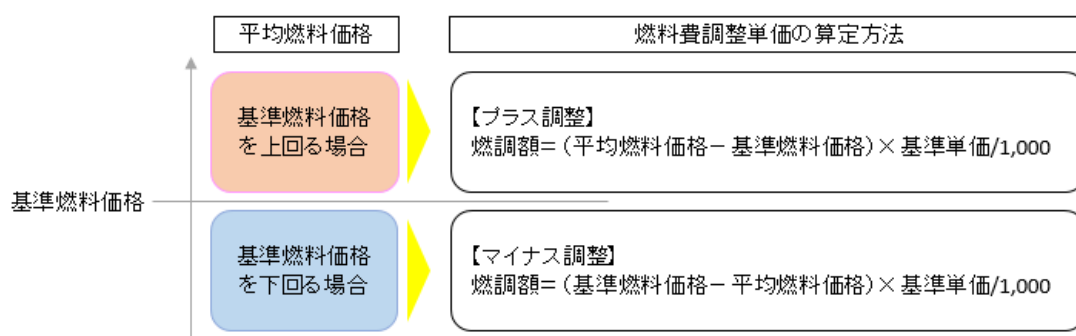 平均燃料価格
燃料費調整単価の算定方法
基準燃料価格
を上回る場合
【プラス調整】
燃調額=(平均燃料価格−基準燃料価格)×基準単価/1,000
基準燃料価格
基準燃料価格
を下回る場合
【マイナス調整】
燃調額=(基準燃料価格−平均燃料価格)×基準単価/1,000